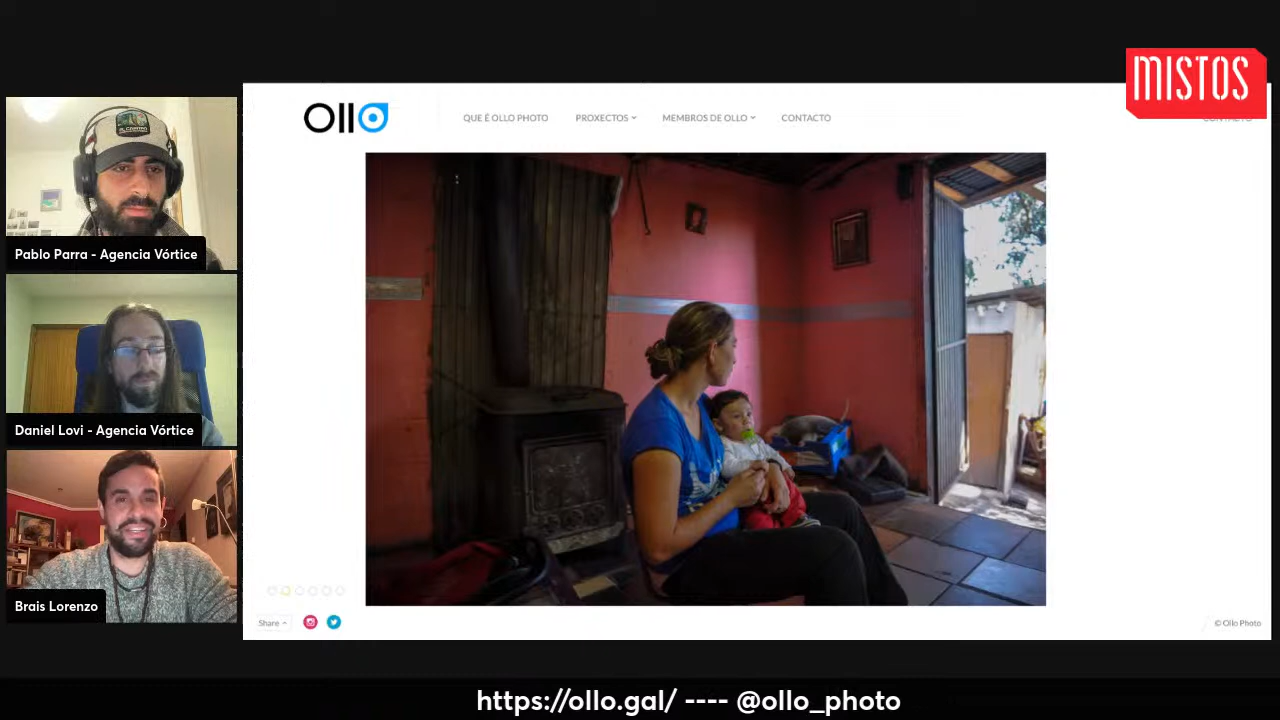 MISTOS
Ollo
QUE É OLLO PHOTO PROXECTOS MEMBROS DE OLLO CONTACTO
CONTACTO
Pablo Parra - Agencia Vórtice
Daniel Lovi - Agencia Vórtice
Brais Lorenzo
Share
© Ollo Photo
https://ollo.gal/ ---- @ollo_photo